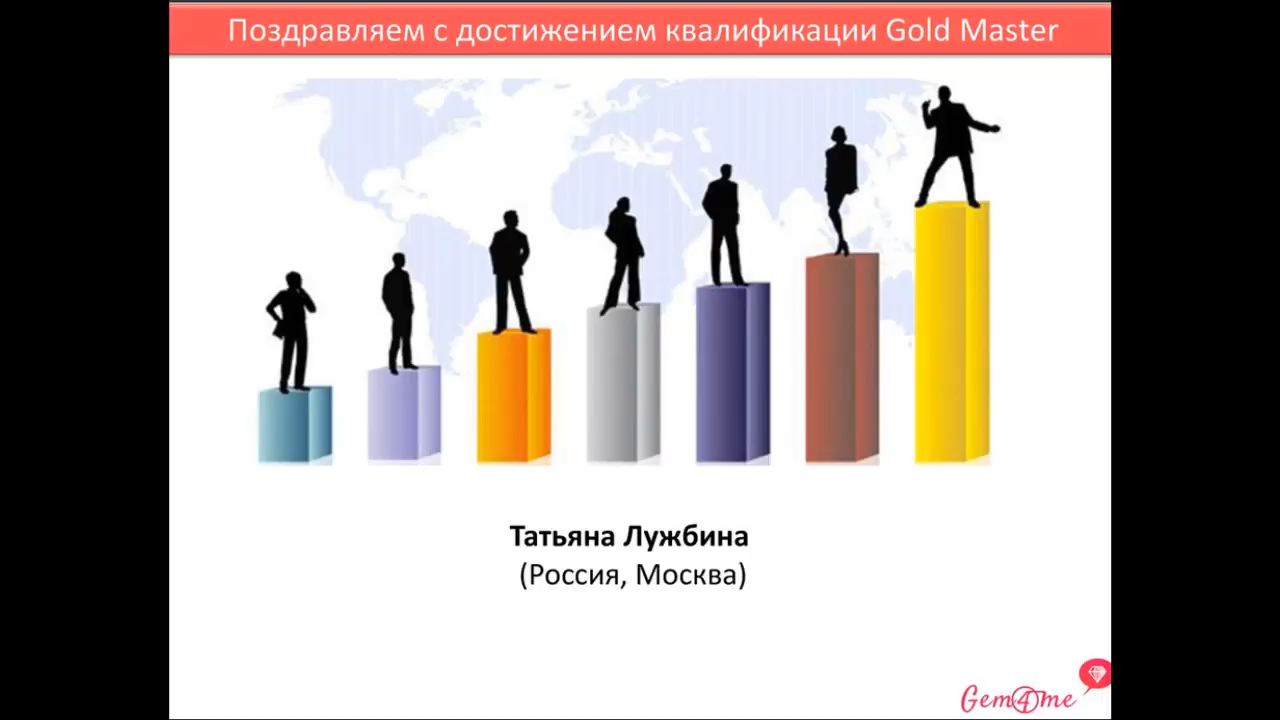 Поздравляем с достижением квалификации Gold Master
Татьяна Лужбина
(Россия, Москва)
Gem4me